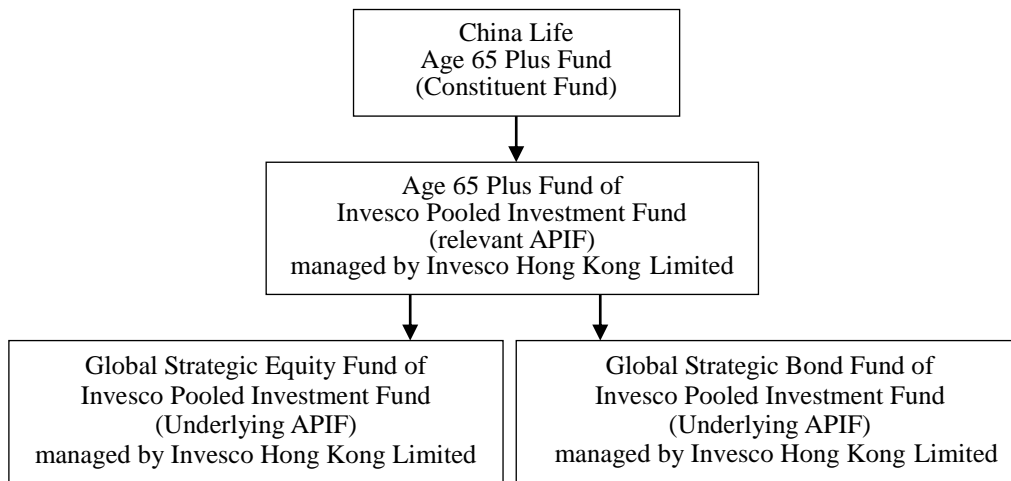 China Life
Age 65 Plus Fund
(Constituent Fund)
Age 65 Plus Fund of
Invesco Pooled Investment Fund
(relevant APIF)
managed by Invesco Hong Kong Limited
Global Strategic Equity Fund of
Invesco Pooled Investment Fund
(Underlying APIF)
managed by Invesco Hong Kong Limited
Global Strategic Bond Fund of
Invesco Pooled Investment Fund
(Underlying APIF)
managed by Invesco Hong Kong Limited